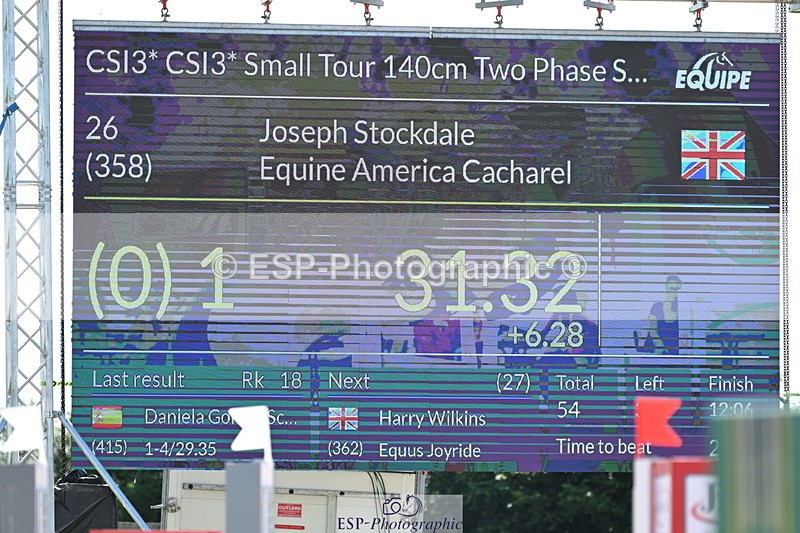 CSI3* CSI3* Small Tour 140cm Two Phase S...
EQUIPE
26 Joseph Stockdale
(358) Equine America Cacharel
(0) 1 31.32
© ESP-Photographic ©
+6.28
Last result Rk 18 Next (27) Total Left Finish
Daniela Sc... Harry Wilkins 54 12:06
(415) 1-4/29.35 (362) Equus Joyride Time to beat 2
CUTLERS
ESP-Photographic